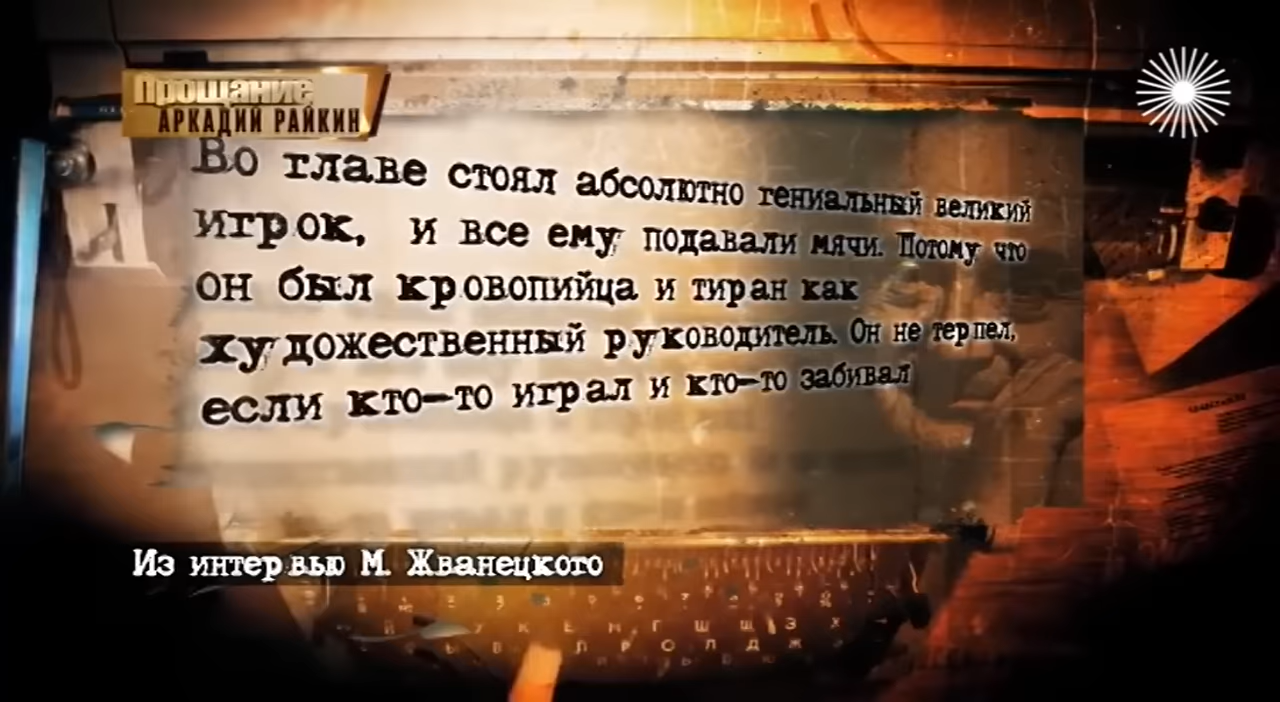 Прощание
АРКАДИЙ РАЙКИН
Во главе стоял абсолютно гениальный великий
игрок, и все ему подавали мячи. Потому что
он был кровопийца и тиран как
художественный руководитель. Он не терпел,
если кто-то играл и кто-то забивал
Из интервью М. Жванецкого
У К Е Н Г Ш Щ З Х
П Р О Л Д Ж